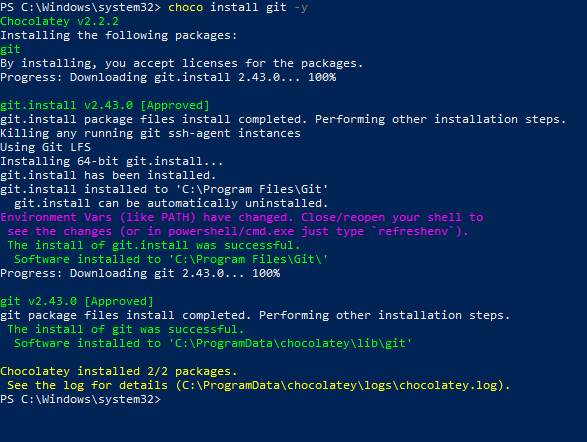 PS C:\Windows\system32> choco install git -y
Chocolatey v2.2.2
Installing the following packages:
git
By installing, you accept licenses for the packages.
Progress: Downloading git.install 2.43.0... 100%
git.install v2.43.0 [Approved]
git.install package files install completed. Performing other installation steps.
Killing any running git ssh-agent instances
Using Git LFS
Installing 64-bit git.install...
git.install has been installed.
git.install installed to 'C:\Program Files\Git'
  git.install can be automatically uninstalled.
Environment Vars (like PATH) have changed. Close/reopen your shell to
 see the changes (or in powershell/cmd.exe just type `refreshenv`).
 The install of git.install was successful.
  Software installed to 'C:\Program Files\Git\'
Progress: Downloading git 2.43.0... 100%
git v2.43.0 [Approved]
git package files install completed. Performing other installation steps.
 The install of git was successful.
  Software installed to 'C:\ProgramData\chocolatey\lib\git'
Chocolatey installed 2/2 packages.
 See the log for details (C:\ProgramData\chocolatey\logs\chocolatey.log).
PS C:\Windows\system32>